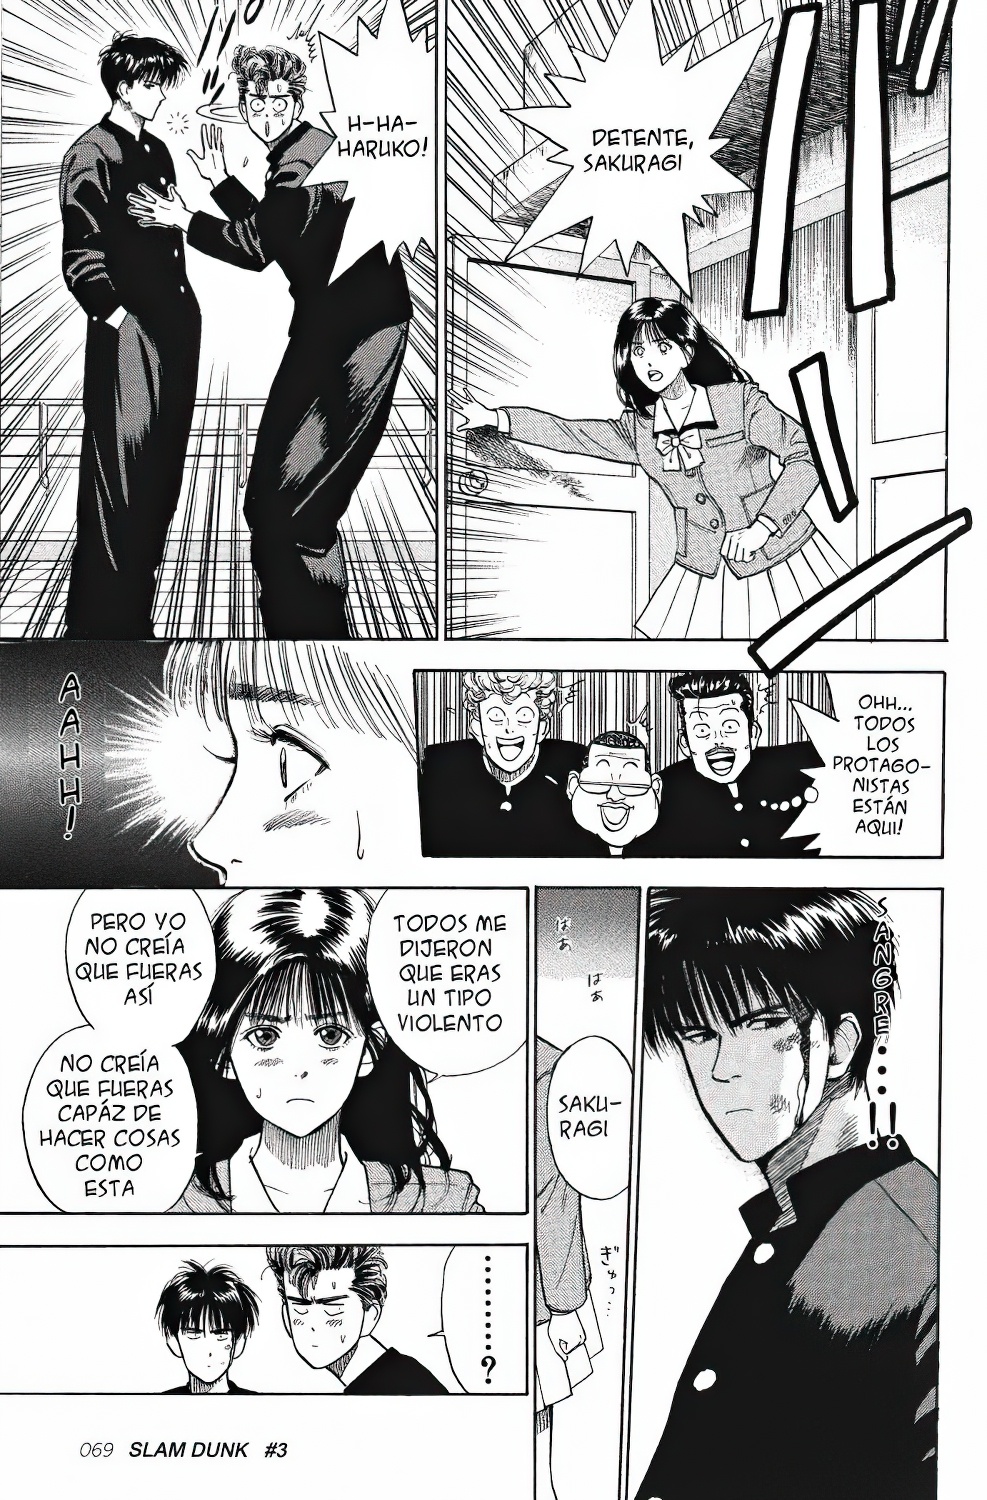 DETENTE,
SAKURAGI
H-HA-
HARUKO!
OHH...
TODOS
LOS
PROTAGO-
NISTAS
ESTÁN
AQUI!
AAHH!
SANGRE...!!
はぁ
はぁ
SAKU-
RAGI
ぎゅっ…
TODOS ME
DIJERON
QUE ERAS
UN TIPO
VIOLENTO
PERO YO
NO CREÍA
QUE FUERAS
ASÍ
NO CREÍA
QUE FUERAS
CAPÁZ DE
HACER COSAS
COMO
ESTA
.........?
069 SLAM DUNK #3